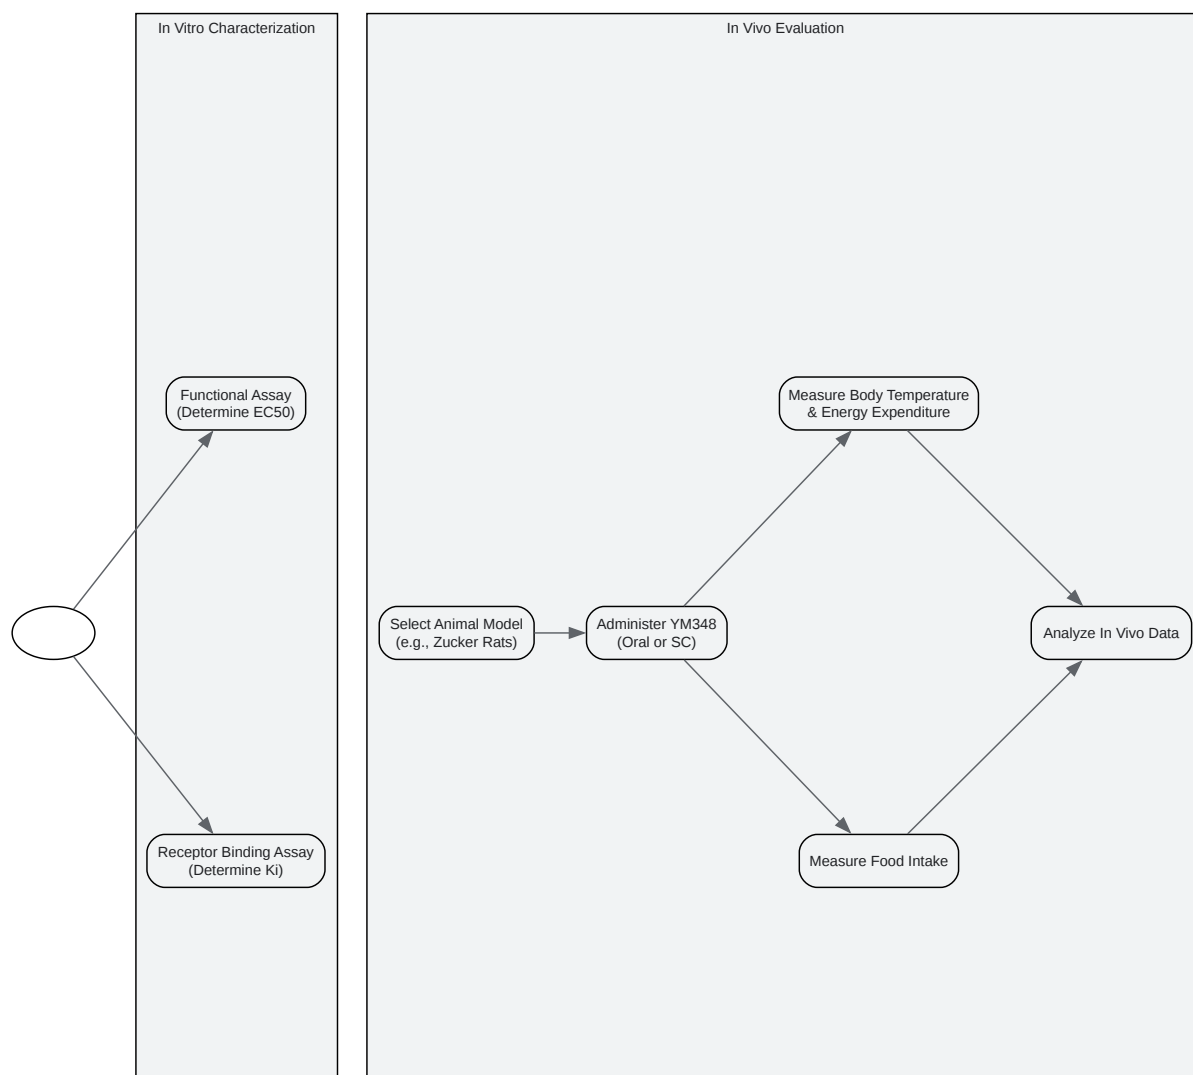 In Vitro Characterization
In Vivo Evaluation
Functional Assay
(Determine EC50)
Measure Body Temperature
& Energy Expenditure
Select Animal Model
(e.g., Zucker Rats)
Administer YM348
(Oral or SC)
Analyze In Vivo Data
Receptor Binding Assay
(Determine Ki)
Measure Food Intake